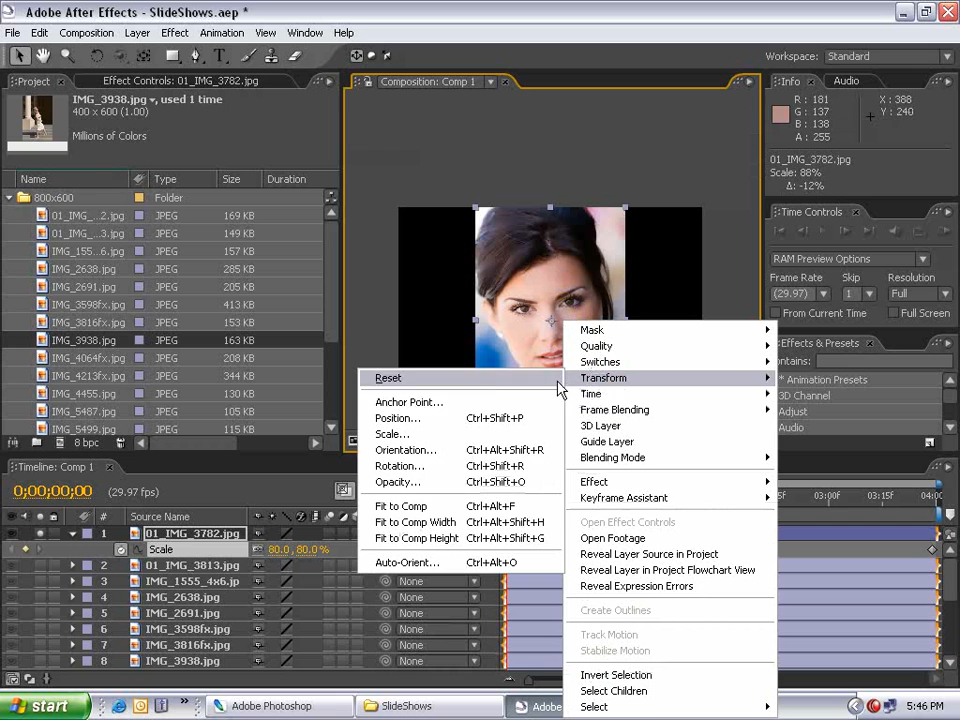 Adobe After Effects - SlideShows.aep *
File Edit Composition Layer Effect Animation View Window Help
Workspace: Standard
Project Effect Controls: 01_IMG_3782.jpg
Composition: Comp 1
Info Audio
IMG_3938.jpg, used 1 time
400 x 600 (1.00)
Millions of Colors
R : 181
G : 137
B : 138
A : 255
X : 388
Y : 240
01_IMG_3782.jpg
Scale: 88%
Δ: -12%
Name Type Size Duration
800x600 Folder
01_IMG_...2.jpg JPEG 169 KB
01_IMG_...3.jpg JPEG 149 KB
IMG_155...6.jpg JPEG 157 KB
IMG_2638.jpg JPEG 285 KB
IMG_2691.jpg JPEG 205 KB
IMG_3598fx.jpg JPEG 413 KB
IMG_3816fx.jpg JPEG 153 KB
IMG_3938.jpg JPEG 163 KB
IMG_4064fx.jpg JPEG 208 KB
IMG_4213fx.jpg JPEG 344 KB
IMG_4455.jpg JPEG 120 KB
IMG_5487.jpg JPEG 108 KB
IMG_5499.jpg JPEG 114 KB
8 bpc
Time Controls
RAM Preview Options
Frame Rate Skip Resolution
(29.97) 1 Full
From Current Time Full Screen
Effects & Presets
ontains:
* Animation Presets
3D Channel
Adjust
Audio
Mask
Quality
Switches
Transform
Time
Frame Blending
3D Layer
Guide Layer
Blending Mode
Effect
Keyframe Assistant
Open Effect Controls
Open Footage
Reveal Layer Source in Project
Reveal Layer in Project Flowchart View
Reveal Expression Errors
Create Outlines
Track Motion
Stabilize Motion
Invert Selection
Select Children
Select
Reset
Anchor Point...
Position... Ctrl+Shift+P
Scale...
Orientation... Ctrl+Alt+Shift+R
Rotation... Ctrl+Shift+R
Opacity... Ctrl+Shift+O
Fit to Comp Ctrl+Alt+F
Fit to Comp Width Ctrl+Alt+Shift+H
Fit to Comp Height Ctrl+Alt+Shift+G
Auto-Orient... Ctrl+Alt+O
Timeline: Comp 1
0;00;00;00 (29.97 fps)
03:00f 03:15f 04:00
# Source Name
1 01_IMG_3782.jpg
Scale 80.0, 80.0%
2 01_IMG_3813.jpg None
3 IMG_1555_4x6.jp None
4 IMG_2638.jpg None
5 IMG_2691.jpg None
6 IMG_3598fx.jpg None
7 IMG_3816fx.jpg None
8 IMG_3938.jpg None
start Adobe Photoshop SlideShows Adobe 5:46 PM